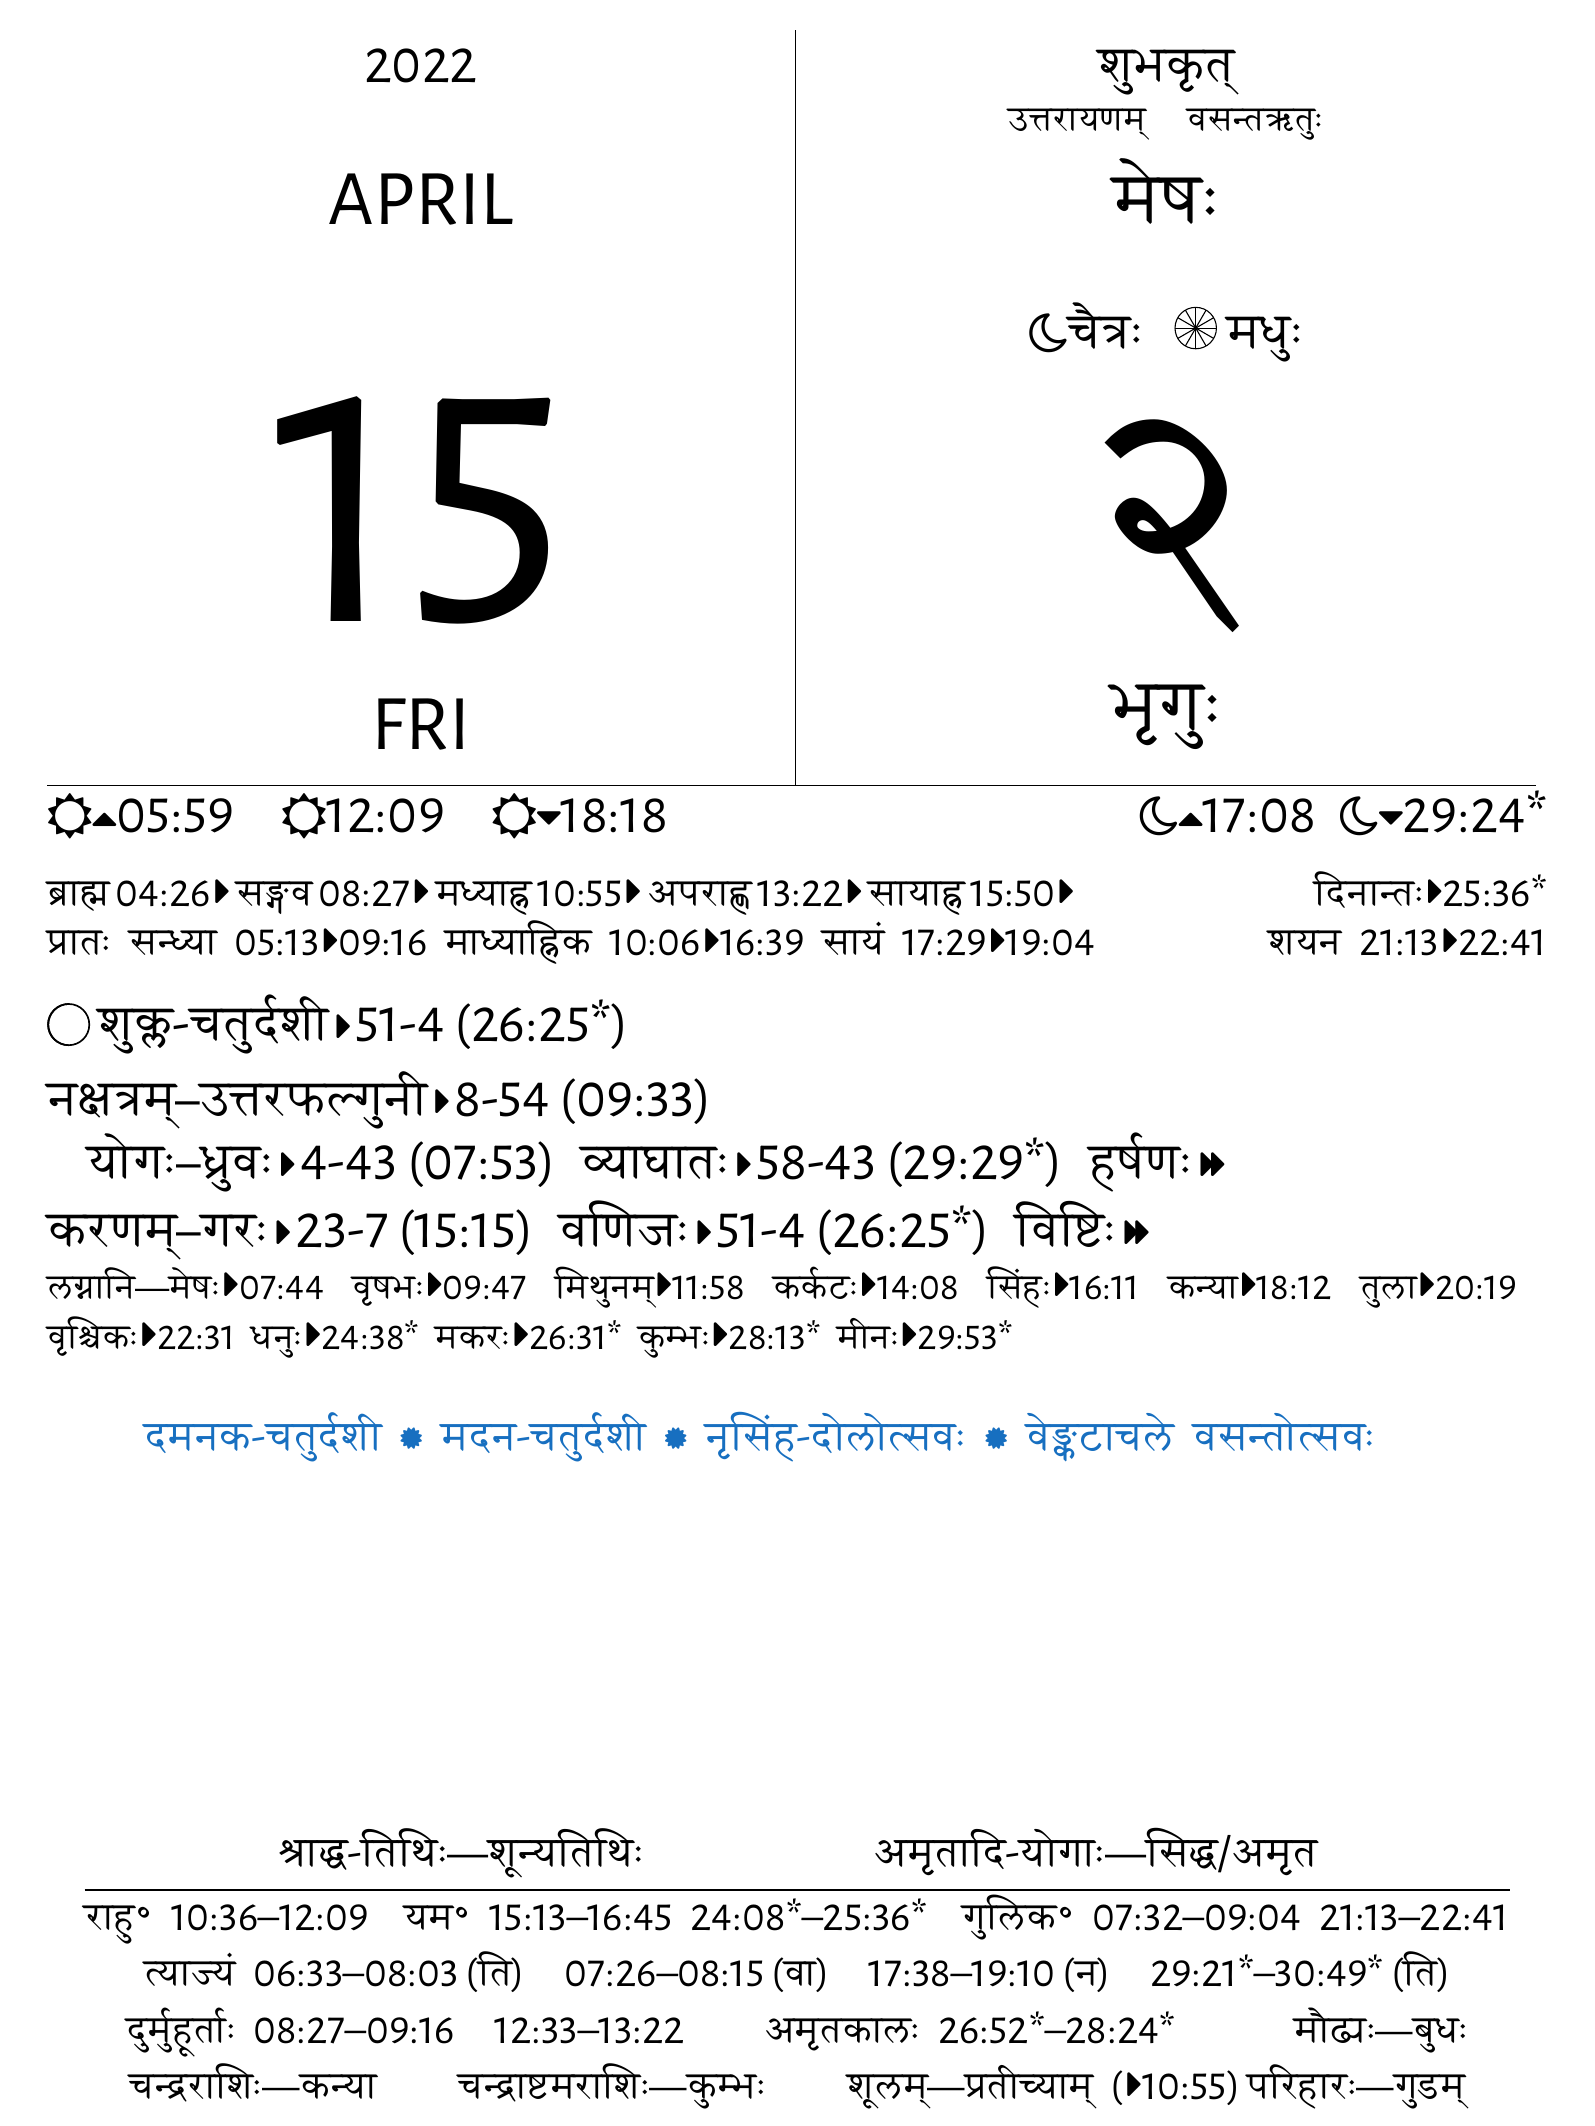 2022
APRIL
15
FRI
शुभकृत्
उत्तरायणम् वसन्तऋतुः
मेषः
चैत्रः मधुः
२
भृगुः
05:59 12:09 18:18 17:08 29:24*
ब्राह्म 04:26 सङ्गव 08:27 मध्याह्न 10:55 अपराह्ण 13:22 सायाह्न 15:50 दिनान्तः 25:36*
प्रातः सन्ध्या 05:13 09:16 माध्याह्निक 10:06 16:39 सायं 17:29 19:04 शयन 21:13 22:41
शुक्ल-चतुर्दशी 51-4 (26:25*)
नक्षत्रम्–उत्तरफल्गुनी 8-54 (09:33)
योगः–ध्रुवः 4-43 (07:53) व्याघातः 58-43 (29:29*) हर्षणः
करणम्–गरः 23-7 (15:15) वणिजः 51-4 (26:25*) विष्टिः
लग्नानि—मेषः 07:44 वृषभः 09:47 मिथुनम् 11:58 कर्कटः 14:08 सिंहः 16:11 कन्या 18:12 तुला 20:19
वृश्चिकः 22:31 धनुः 24:38* मकरः 26:31* कुम्भः 28:13* मीनः 29:53*
दमनक-चतुर्दशी मदन-चतुर्दशी नृसिंह-दोलोत्सवः वेङ्कटाचले वसन्तोत्सवः
श्राद्ध-तिथिः—शून्यतिथिः अमृतादि-योगाः—सिद्ध/अमृत
राहु॰ 10:36–12:09 यम॰ 15:13–16:45 24:08*–25:36* गुलिक॰ 07:32–09:04 21:13–22:41
त्याज्यं 06:33–08:03 (ति) 07:26–08:15 (वा) 17:38–19:10 (न) 29:21*–30:49* (ति)
दुर्मुहूर्ताः 08:27–09:16 12:33–13:22 अमृतकालः 26:52*–28:24* मौढ्यः—बुधः
चन्द्रराशिः—कन्या चन्द्राष्टमराशिः—कुम्भः शूलम्—प्रतीच्याम् (10:55) परिहारः—गुडम्